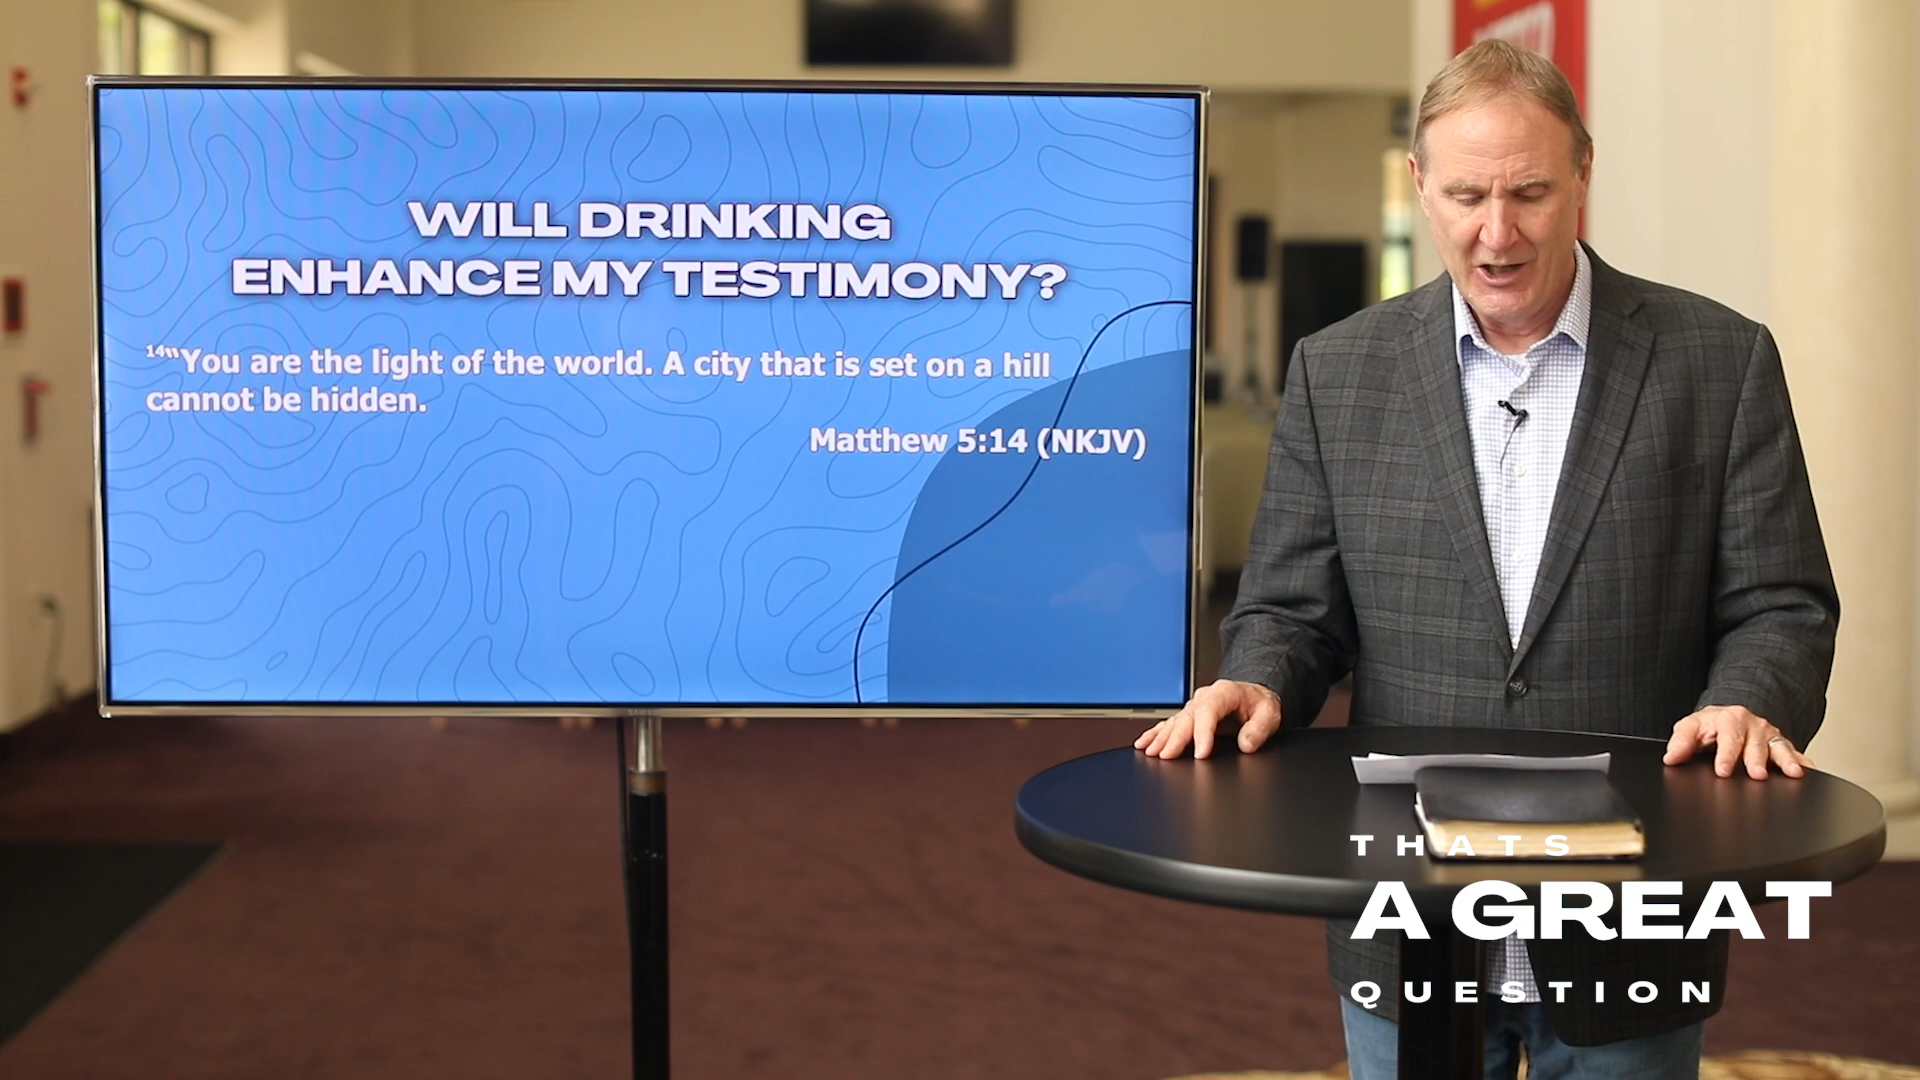 WILL DRINKING
ENHANCE MY TESTIMONY?
14"You are the light of the world. A city that is set on a hill
cannot be hidden.
Matthew 5:14 (NKJV)
THATS
A GREAT
QUESTION